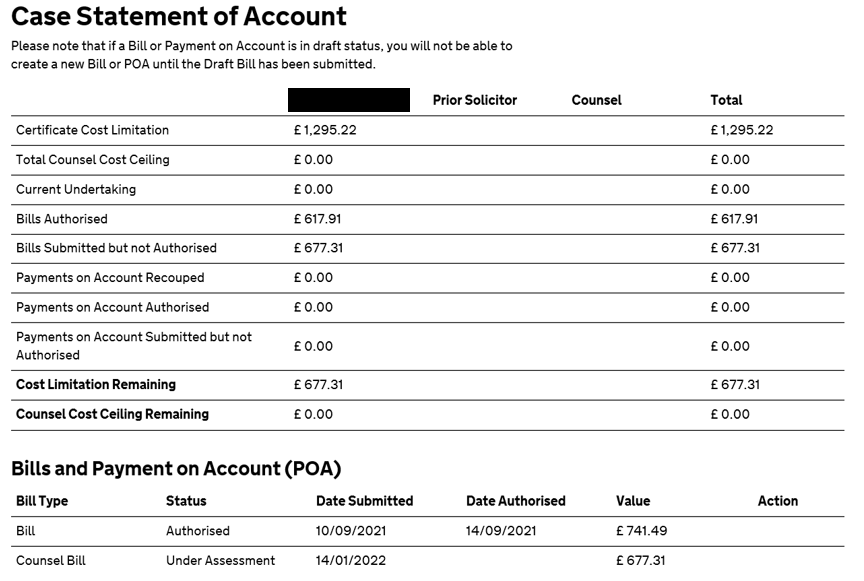 Case Statement of Account
Please note that if a Bill or Payment on Account is in draft status, you will not be able to
create a new Bill or POA until the Draft Bill has been submitted.
Prior Solicitor Counsel Total
Certificate Cost Limitation £ 1,295.22 £ 1,295.22
Total Counsel Cost Ceiling £ 0.00 £ 0.00
Current Undertaking £ 0.00 £ 0.00
Bills Authorised £ 617.91 £ 617.91
Bills Submitted but not Authorised £ 677.31 £ 677.31
Payments on Account Recouped £ 0.00 £ 0.00
Payments on Account Authorised £ 0.00 £ 0.00
Payments on Account Submitted but not
Authorised £ 0.00 £ 0.00
Cost Limitation Remaining £ 677.31 £ 677.31
Counsel Cost Ceiling Remaining £ 0.00 £ 0.00
Bills and Payment on Account (POA)
Bill Type Status Date Submitted Date Authorised Value Action
Bill Authorised 10/09/2021 14/09/2021 £ 741.49
Counsel Bill Under Assessment 14/01/2022 £ 677.31